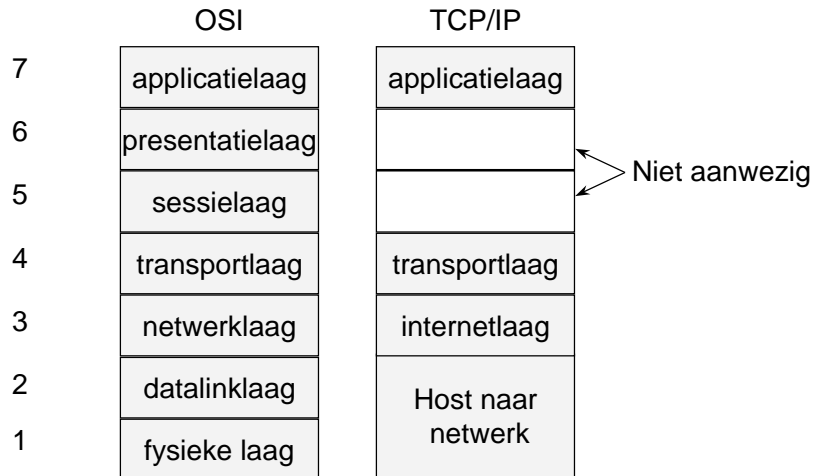 OSI TCP/IP
7 applicatielaag applicatielaag
6 presentatielaag
Niet aanwezig
5 sessielaag
4 transportlaag transportlaag
3 netwerklaag internetlaag
2 datalinklaag
Host naar
netwerk
1 fysieke laag